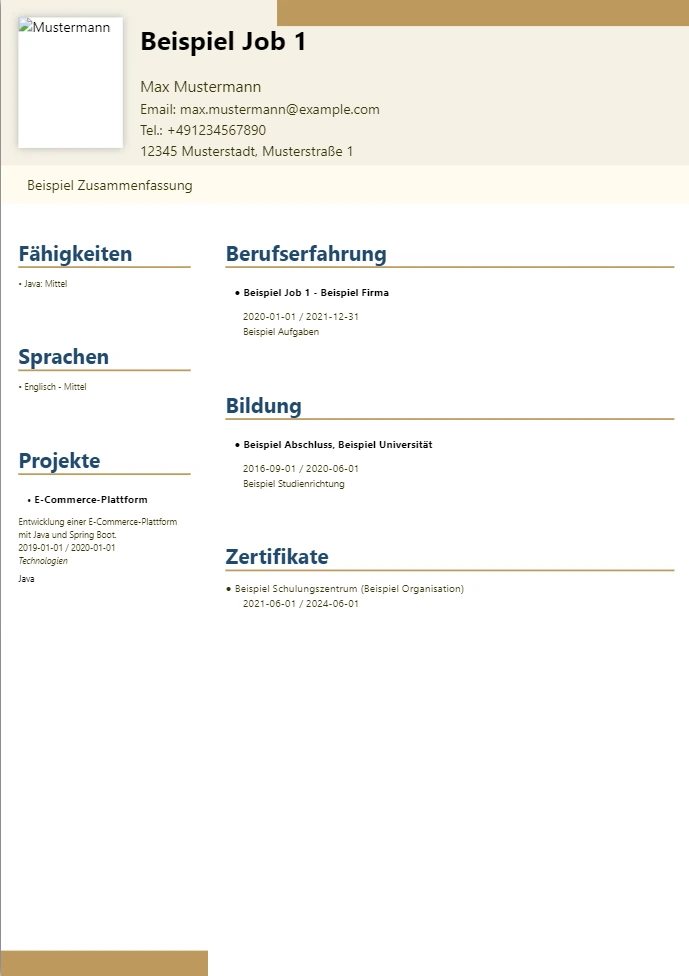 Mustermann
Beispiel Job 1
Max Mustermann
Email: max.mustermann@example.com
Tel.: +491234567890
12345 Musterstadt, Musterstraße 1
Beispiel Zusammenfassung
Fähigkeiten
• Java: Mittel
Sprachen
• Englisch - Mittel
Projekte
• E-Commerce-Plattform
Entwicklung einer E-Commerce-Plattform
mit Java und Spring Boot.
2019-01-01 / 2020-01-01
Technologien
Java
Berufserfahrung
• Beispiel Job 1 - Beispiel Firma
2020-01-01 / 2021-12-31
Beispiel Aufgaben
Bildung
• Beispiel Abschluss, Beispiel Universität
2016-09-01 / 2020-06-01
Beispiel Studienrichtung
Zertifikate
• Beispiel Schulungszentrum (Beispiel Organisation)
2021-06-01 / 2024-06-01